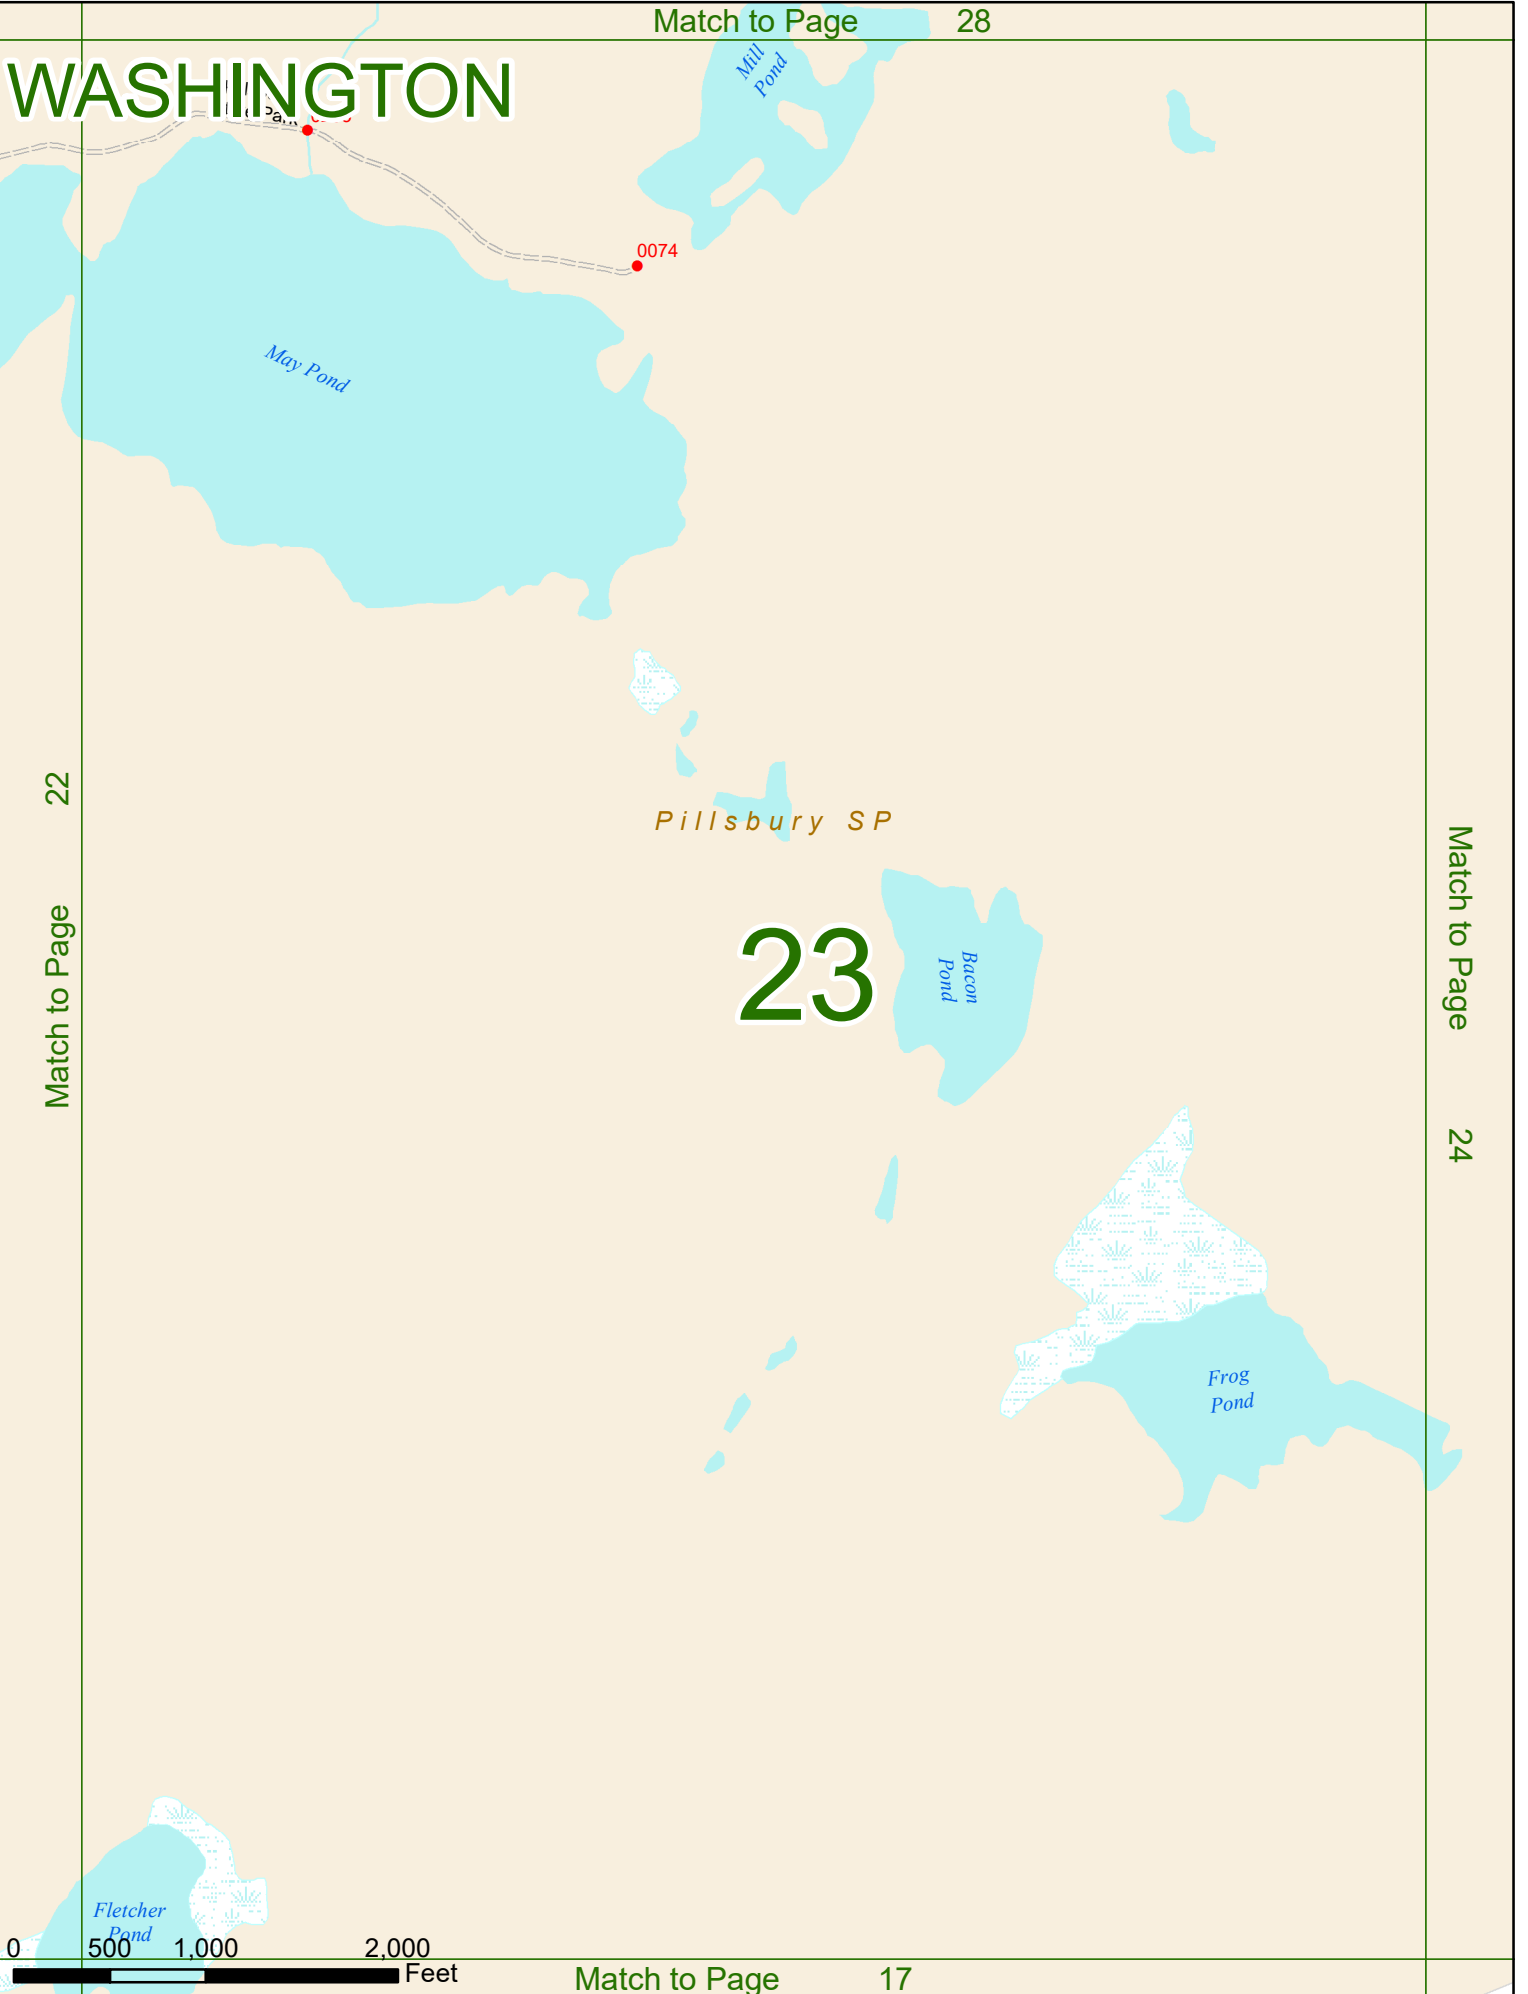 Match to Page 28
WASHINGTON
Mill
Pond
0074
May Pond
Match to Page 22
Pillsbury SP
23
Bacon
Pond
Match to Page 24
Frog
Pond
Fletcher
Pond
0 500 1,000 2,000
Feet
Match to Page 17